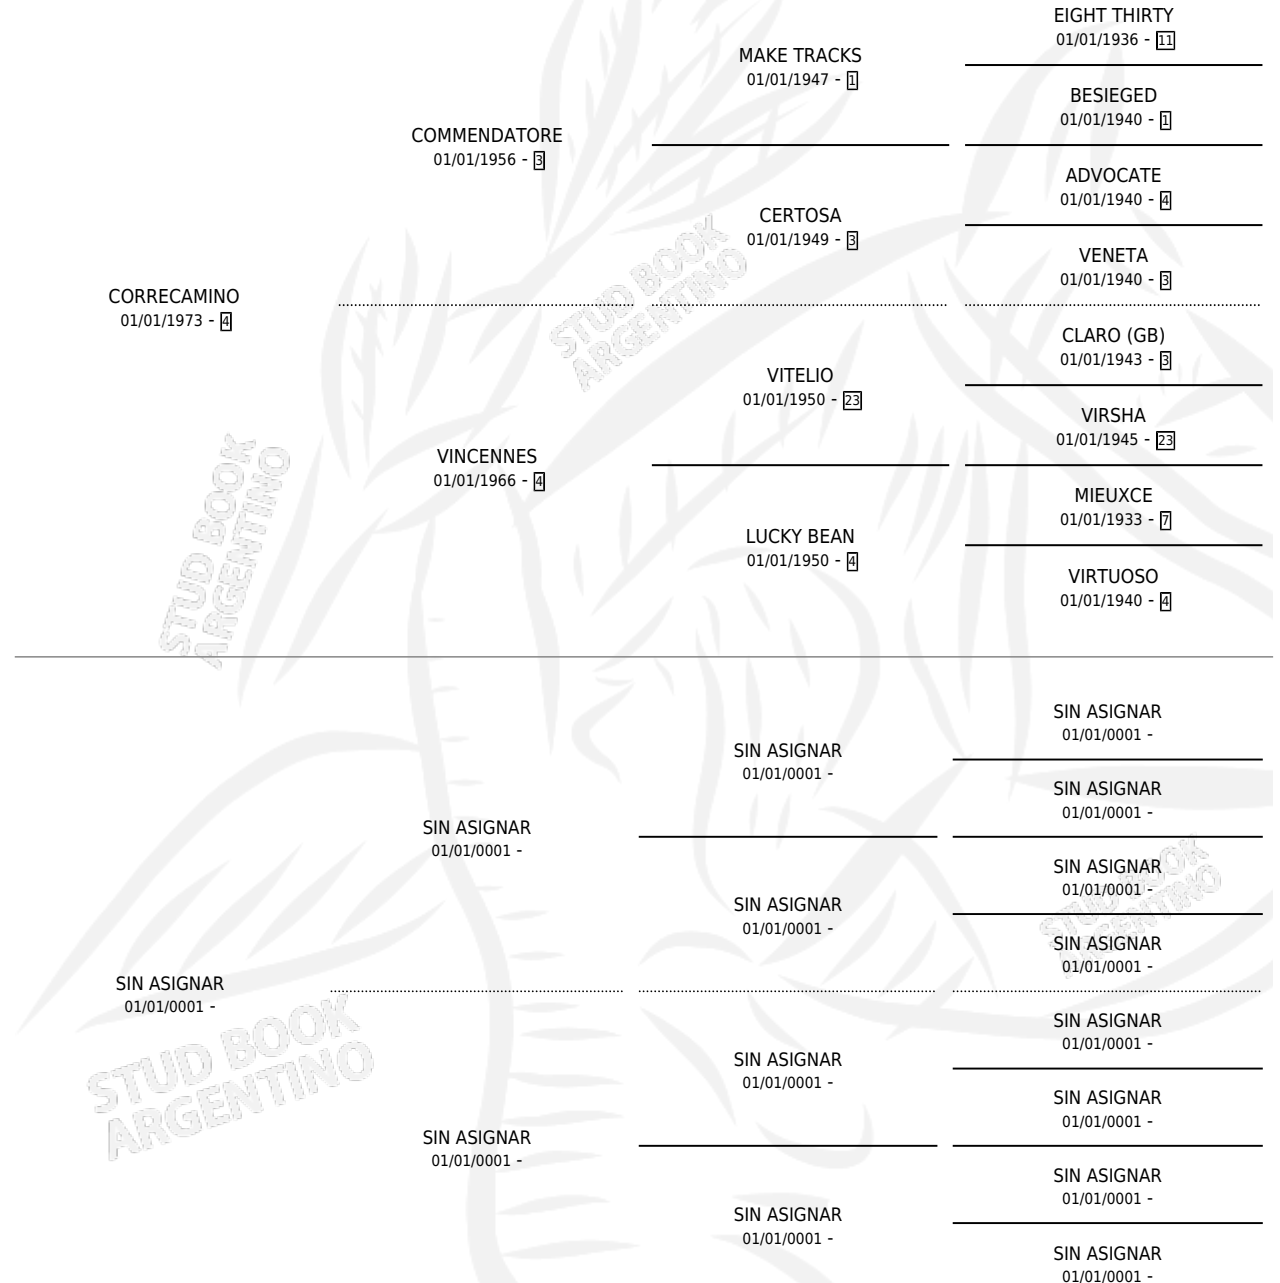 EIGHT THIRTY
01/01/1936 - 11
MAKE TRACKS
01/01/1947 - 1
BESIEGED
01/01/1940 - 1
COMMENDATORE
01/01/1956 - 3
ADVOCATE
01/01/1940 - 4
CERTOSA
01/01/1949 - 3
VENETA
01/01/1940 - 3
CORRECAMINO
01/01/1973 - 4
CLARO (GB)
01/01/1943 - 3
VITELIO
01/01/1950 - 23
VIRSHA
01/01/1945 - 23
VINCENNES
01/01/1966 - 4
MIEUXCE
01/01/1933 - 7
LUCKY BEAN
01/01/1950 - 4
VIRTUOSO
01/01/1940 - 4
STUD BOOK
ARGENTINO
STUD BOOK
ARGENTINO
SIN ASIGNAR
01/01/0001 -
SIN ASIGNAR
01/01/0001 -
SIN ASIGNAR
01/01/0001 -
SIN ASIGNAR
01/01/0001 -
SIN ASIGNAR
01/01/0001 -
SIN ASIGNAR
01/01/0001 -
SIN ASIGNAR
01/01/0001 -
SIN ASIGNAR
01/01/0001 -
SIN ASIGNAR
01/01/0001 -
SIN ASIGNAR
01/01/0001 -
SIN ASIGNAR
01/01/0001 -
SIN ASIGNAR
01/01/0001 -
SIN ASIGNAR
01/01/0001 -
SIN ASIGNAR
01/01/0001 -
SIN ASIGNAR
01/01/0001 -
STUD BOOK
ARGENTINO
STUD BOOK
ARGENTINO